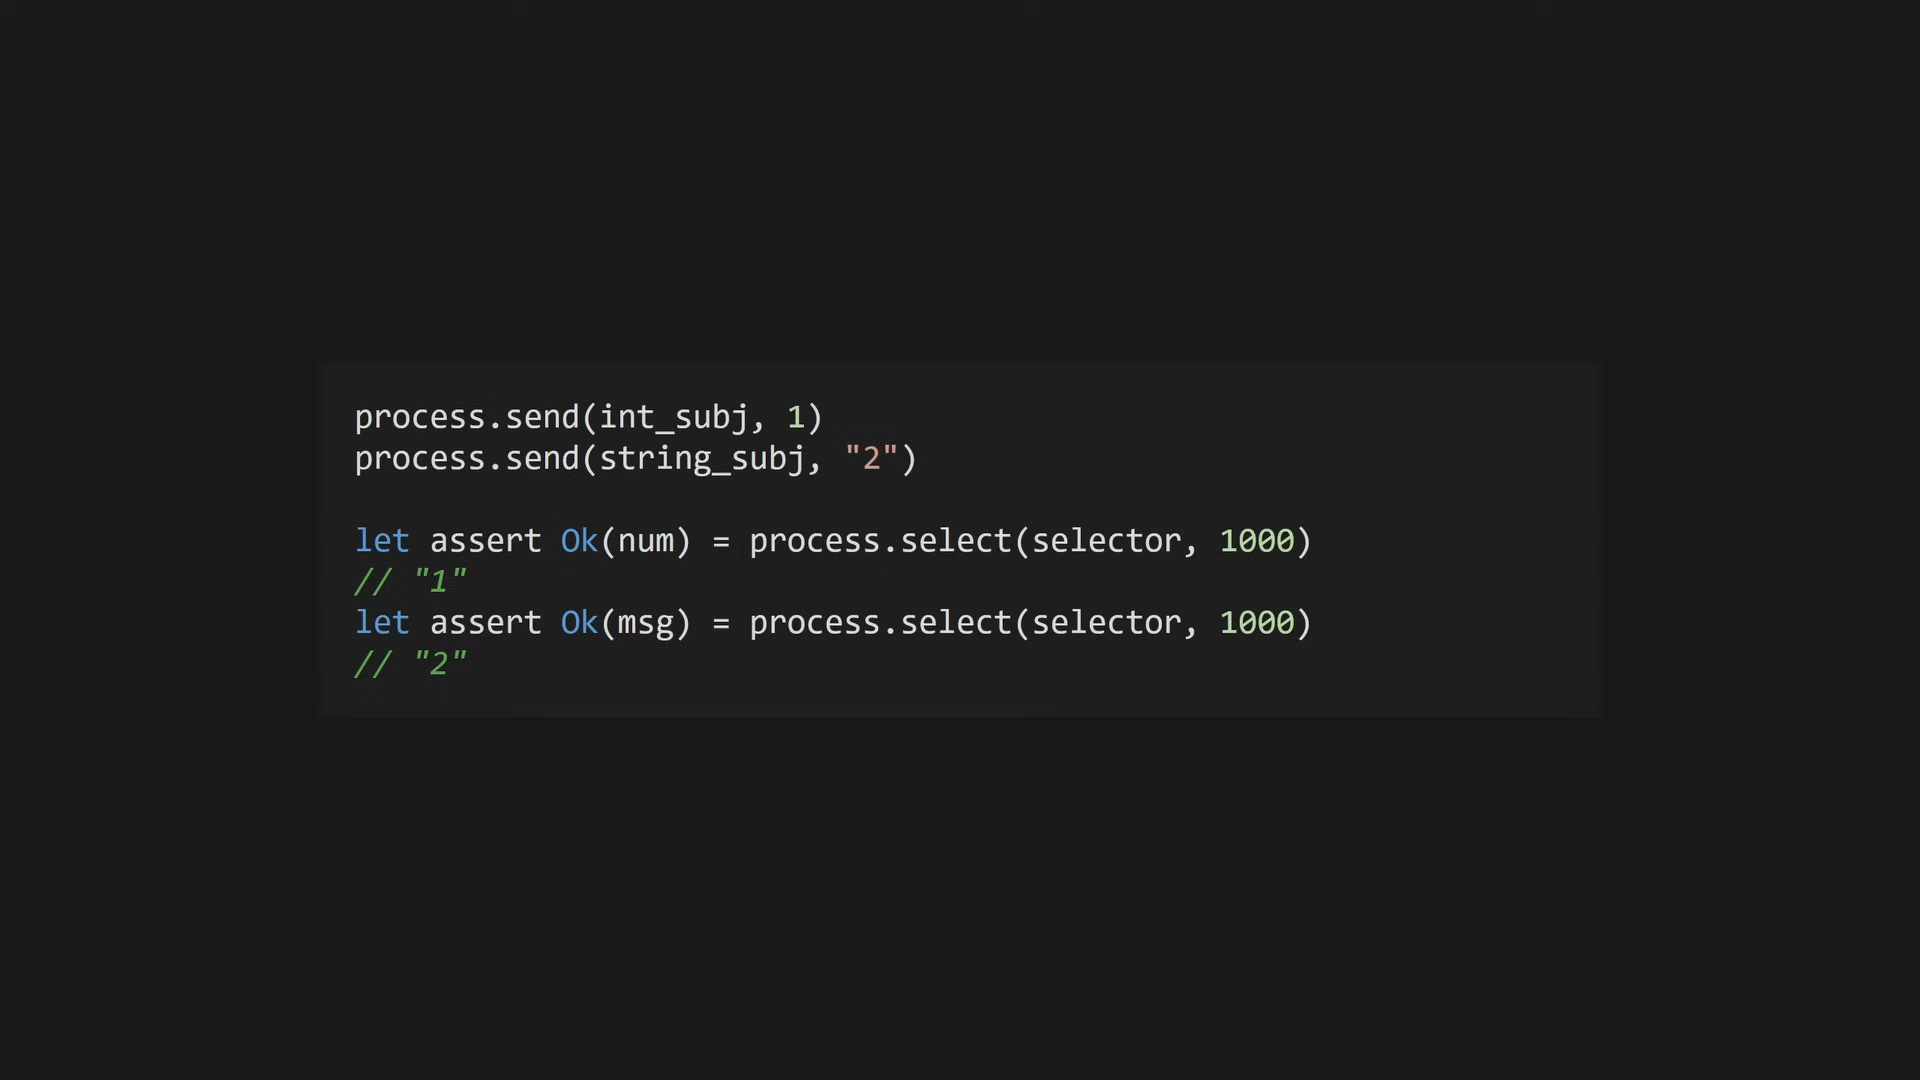 process.send(int_subj, 1)
process.send(string_subj, "2")
let assert Ok(num) = process.select(selector, 1000)
// "1"
let assert Ok(msg) = process.select(selector, 1000)
// "2"